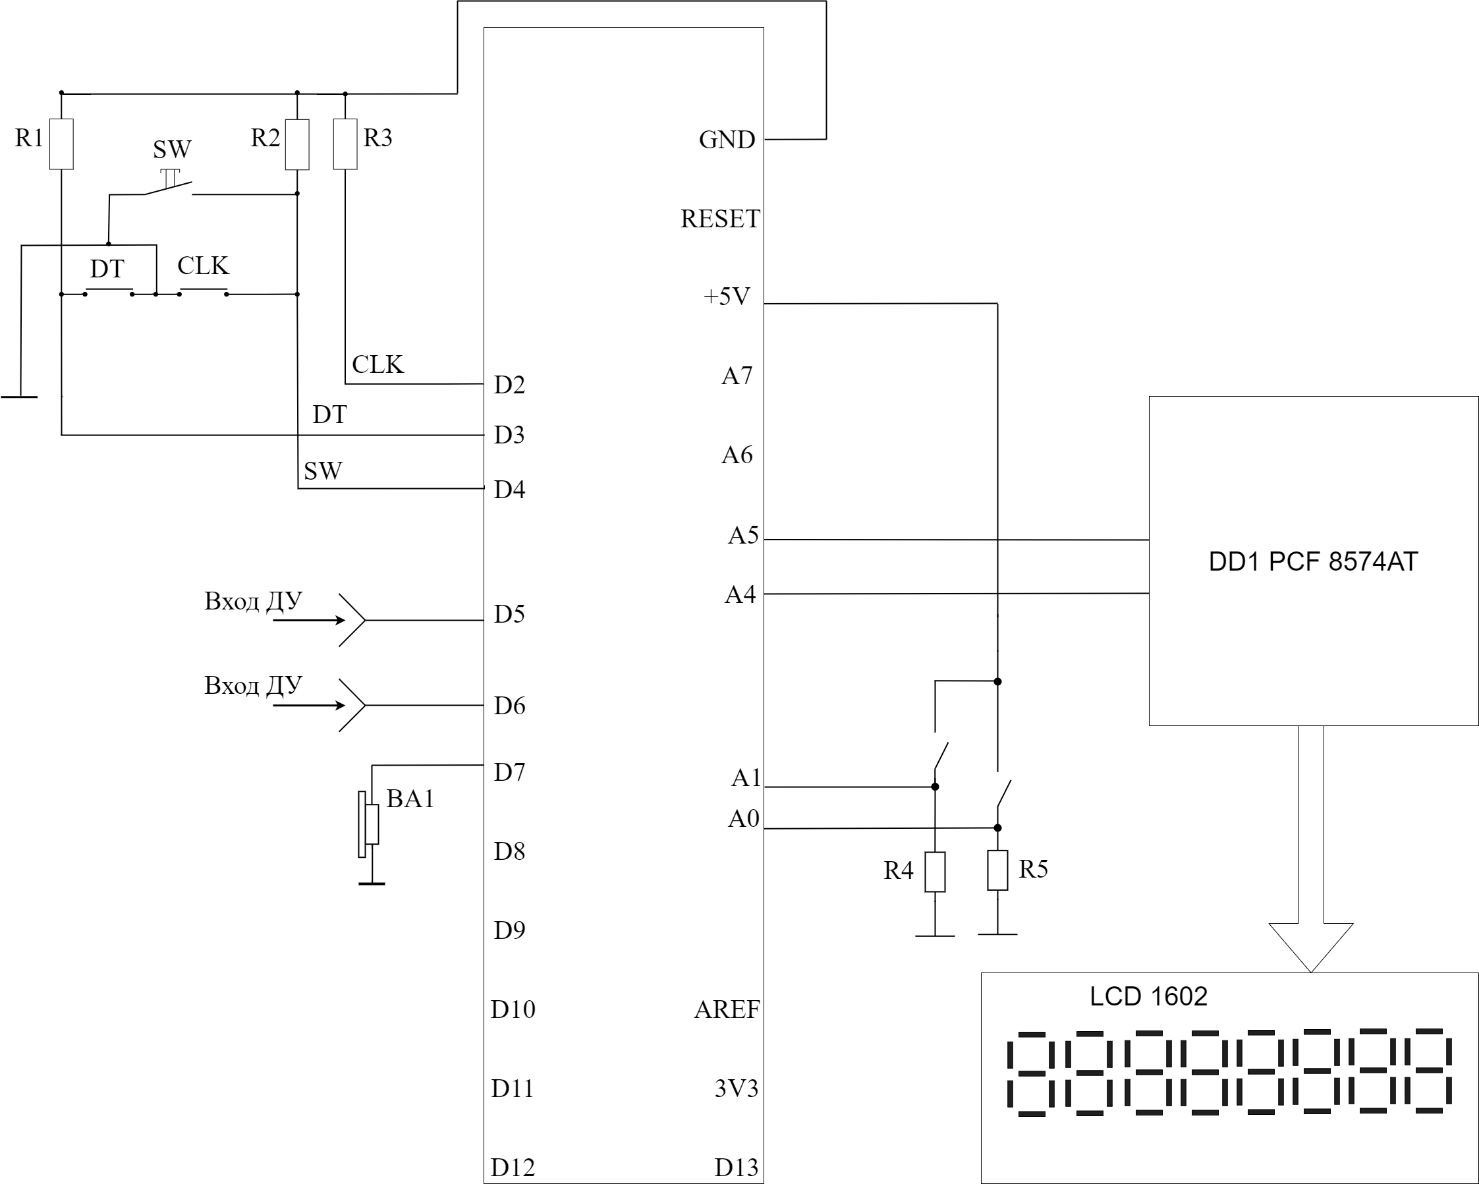 GND
R1
R2
R3
SW
RESET
DT
CLK
+5V
CLK
D2
A7
DT
D3
SW
D4
A6
A5
DD1 PCF 8574AT
A4
Вход ДУ
D5
Вход ДУ
D6
D7
A1
BA1
A0
D8
R4
R5
D9
D10
AREF
LCD 1602
D11
3V3
D12
D13